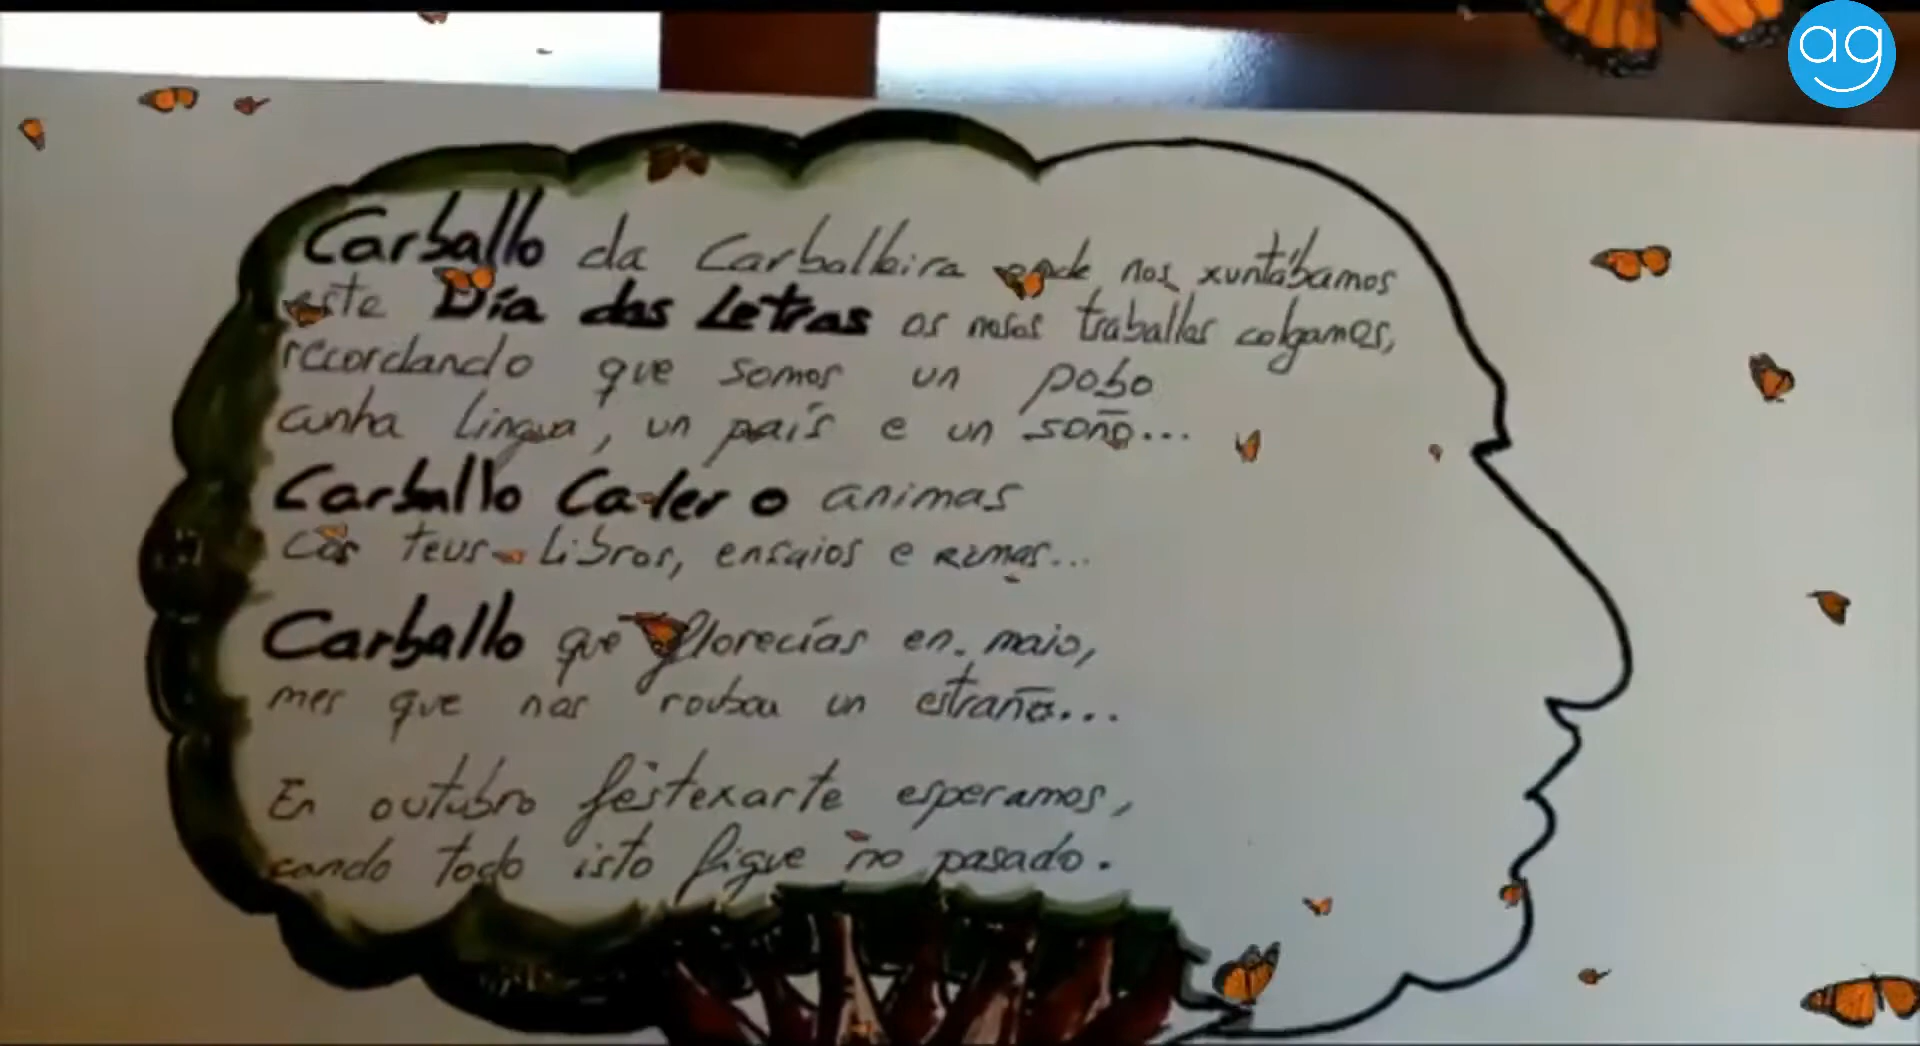 ag
Carballo da Carballeira onde nos xuntábamos
este Día das Letras os nosos traballos colgamos,
recordando que somos un pobo
cunha lingua, un país e un soño...
Carballo Calero animas
cos teus libros, ensaios e rimas...
Carballo que florecías en maio,
mes que nos roubou un estraño...
En outubro festexarte esperamos,
cando todo isto fique no pasado.